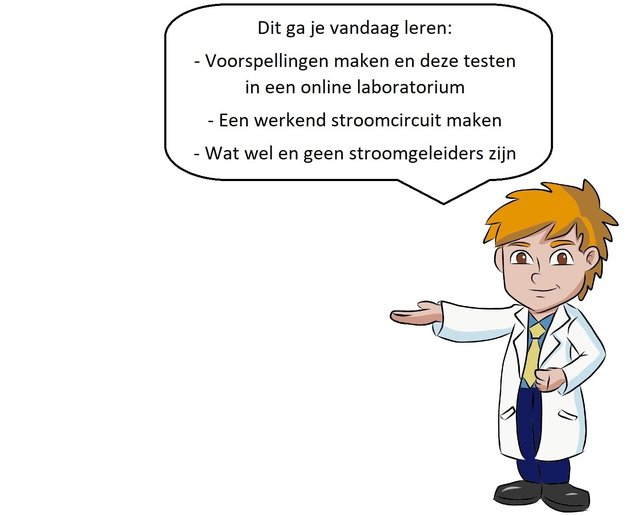 Dit ga je vandaag leren:
- Voorspellingen maken en deze testen
in een online laboratorium
- Een werkend stroomcircuit maken
- Wat wel en geen stroomgeleiders zijn